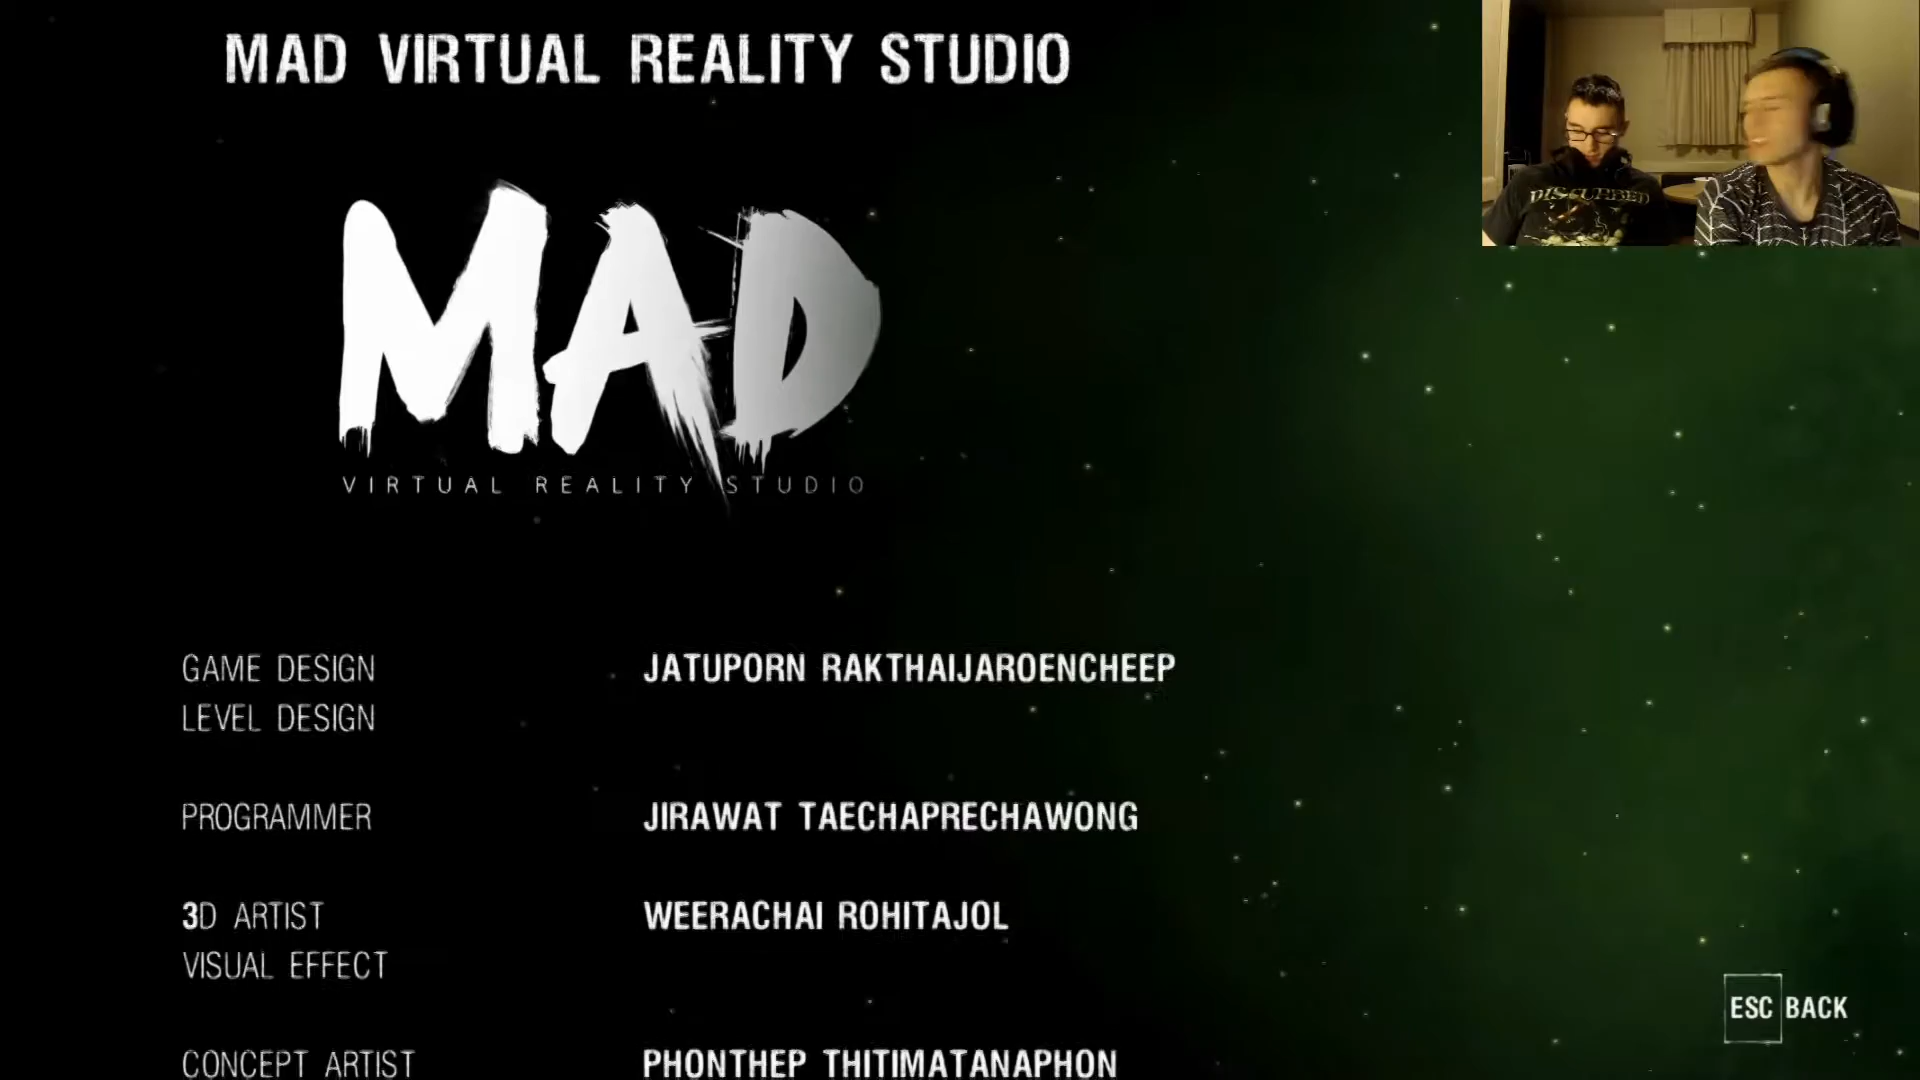 MAD VIRTUAL REALITY STUDIO
MAD
VIRTUAL REALITY STUDIO
GAME DESIGN JATUPORN RAKTHAIJAROENCHEEP
LEVEL DESIGN
PROGRAMMER JIRAWAT TAECHAPRECHAWONG
3D ARTIST WEERACHAI ROHITAJOL
VISUAL EFFECT
CONCEPT ARTIST PHONTHEP THITIMATANAPHON
ESC BACK
DISTURBED